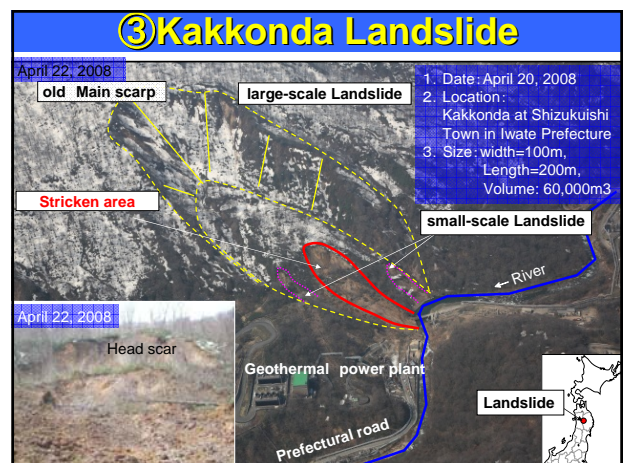 ③Kakkonda Landslide
April 22, 2008
old Main scarp
large-scale Landslide
1. Date：April 20, 2008
2. Location：
Kakkonda at Shizukuishi
Town in Iwate Prefecture
3. Size：width=100m,
Length=200m,
Volume: 60,000m3
Stricken area
small-scale Landslide
River
April 22, 2008
Head scar
Geothermal power plant
Landslide
Prefectural road